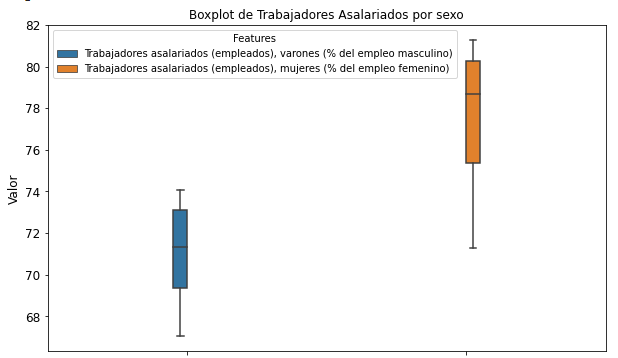 Boxplot de Trabajadores Asalariados por sexo
Features
Trabajadores asalariados (empleados), varones (% del empleo masculino)
Trabajadores asalariados (empleados), mujeres (% del empleo femenino)
Valor
82
80
78
76
74
72
70
68